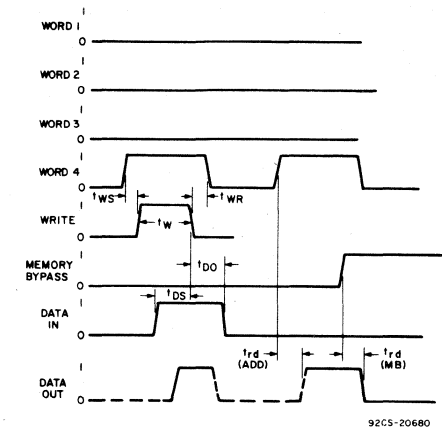 1
WORD 1
0
1
WORD 2
0
1
WORD 3
0
1
WORD 4
0
tWS
tWR
1
WRITE
0
tW
1
MEMORY
BYPASS
0
tDO
tDS
1
DATA
IN
0
trd
(ADD)
trd
(MB)
1
DATA
OUT
0
92CS-20680